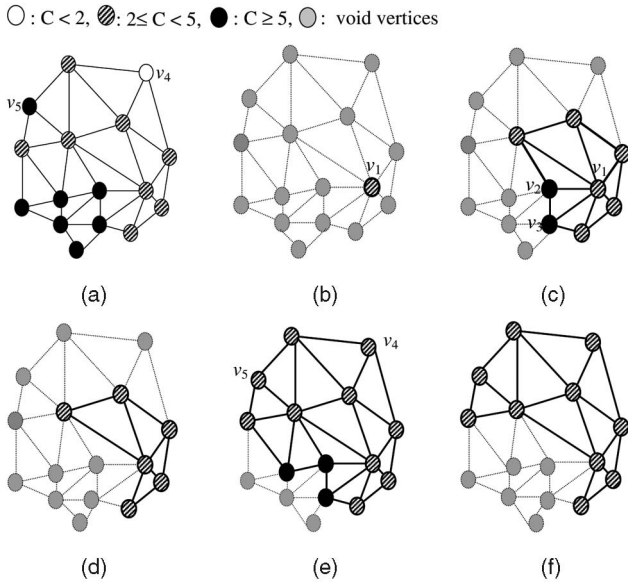 : C < 2, : 2≤ C < 5, : C ≥ 5, : void vertices
v₄
v₅
v₁
v₂ v₁
v₃
(a) (b) (c)
v₄
v₅
(d) (e) (f)